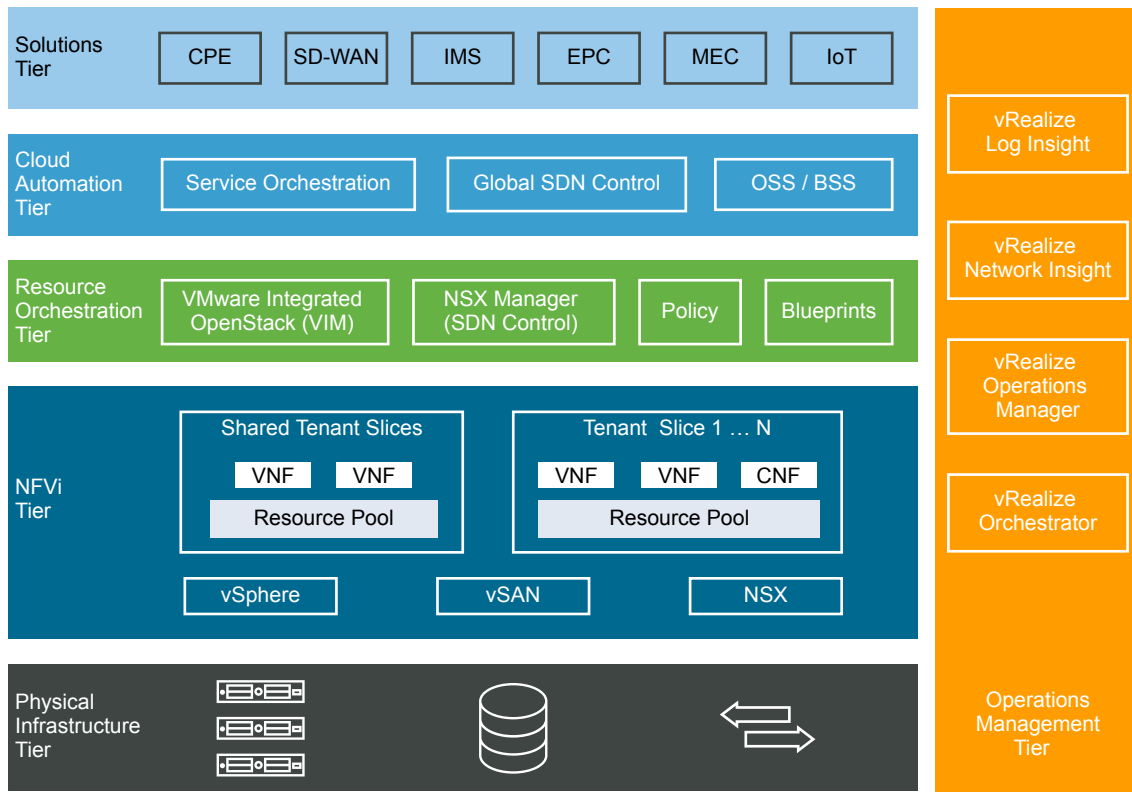 Solutions
Tier
CPE
SD-WAN
IMS
EPC
MEC
IoT
Cloud
Automation
Tier
Service Orchestration
Global SDN Control
OSS / BSS
Resource
Orchestration
Tier
VMware Integrated
OpenStack (VIM)
NSX Manager
(SDN Control)
Policy
Blueprints
NFVi
Tier
Shared Tenant Slices
VNF
VNF
Resource Pool
Tenant Slice 1 … N
VNF
VNF
CNF
Resource Pool
vSphere
vSAN
NSX
Physical
Infrastructure
Tier
vRealize
Log Insight
vRealize
Network Insight
vRealize
Operations
Manager
vRealize
Orchestrator
Operations
Management
Tier